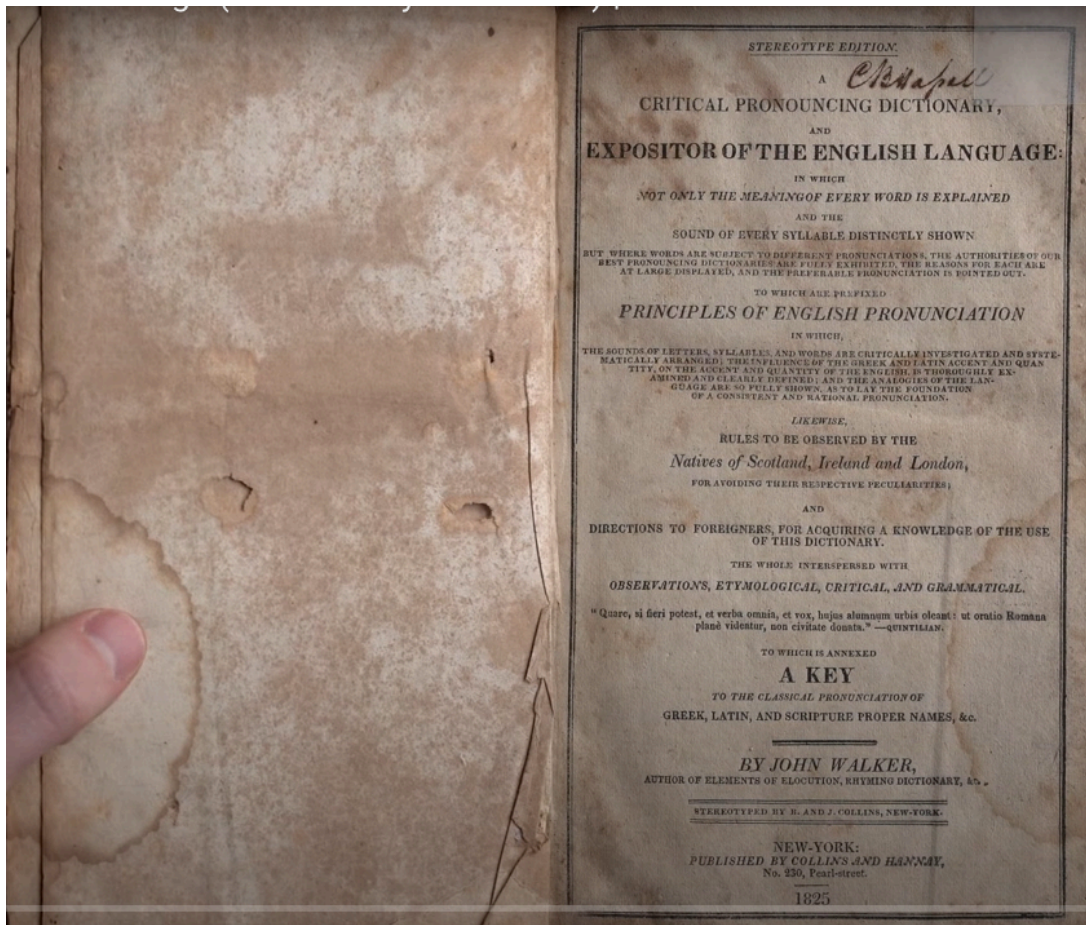 STEREOTYPE EDITION.
A
CRITICAL PRONOUNCING DICTIONARY,
AND
EXPOSITOR OF THE ENGLISH LANGUAGE:
IN WHICH
NOT ONLY THE MEANING OF EVERY WORD IS EXPLAINED
AND THE
SOUND OF EVERY SYLLABLE DISTINCTLY SHOWN
BUT WHERE WORDS ARE SUBJECT TO DIFFERENT PRONUNCIATIONS, THE AUTHORITIES OF OUR
BEST PRONOUNCING DICTIONARIES ARE FULLY EXHIBITED, THE REASONS FOR EACH ARE
AT LARGE DISPLAYED, AND THE PREFERABLE PRONUNCIATION IS POINTED OUT.
TO WHICH ARE PREFIXED
PRINCIPLES OF ENGLISH PRONUNCIATION
IN WHICH,
THE SOUNDS OF LETTERS, SYLLABLES, AND WORDS ARE CRITICALLY INVESTIGATED AND SYSTE-
MATICALLY ARRANGED; THE INFLUENCE OF THE GREEK AND LATIN ACCENT AND QUAN
TITY, ON THE ACCENT AND QUANTITY OF THE ENGLISH, IS THOROUGHLY EX-
AMINED AND CLEARLY DEFINED; AND THE ANALOGIES OF THE LAN-
GUAGE ARE SO FULLY SHOWN, AS TO LAY THE FOUNDATION
OF A CONSISTENT AND RATIONAL PRONUNCIATION.
LIKEWISE,
RULES TO BE OBSERVED BY THE
Natives of Scotland, Ireland and London,
FOR AVOIDING THEIR RESPECTIVE PECULIARITIES;
AND
DIRECTIONS TO FOREIGNERS, FOR ACQUIRING A KNOWLEDGE OF THE USE
OF THIS DICTIONARY.
THE WHOLE INTERSPERSED WITH
OBSERVATIONS, ETYMOLOGICAL, CRITICAL, AND GRAMMATICAL.
"Quare, si fieri potest, et verba omnia, et vox, hujus alumnum urbis oleant: ut oratio Romana
planè videatur, non civitate donata." —QUINTILIAN.
TO WHICH IS ANNEXED
A KEY
TO THE CLASSICAL PRONUNCIATION OF
GREEK, LATIN, AND SCRIPTURE PROPER NAMES, &c.
BY JOHN WALKER,
AUTHOR OF ELEMENTS OF ELOCUTION, RHYMING DICTIONARY, &c.
STEREOTYPED BY B. AND J. COLLINS, NEW-YORK.
NEW-YORK:
PUBLISHED BY COLLINS AND HANNAY,
No. 230, Pearl-street.
1825